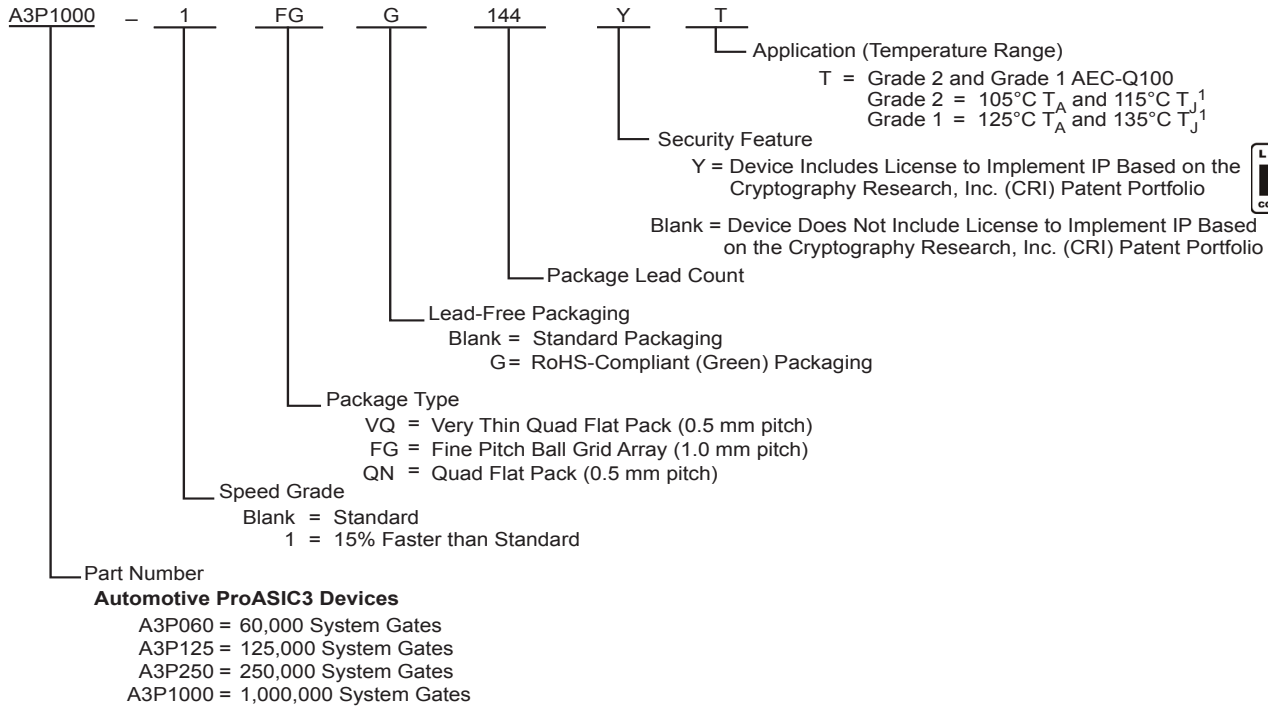 A3P1000 – 1 FG G 144 Y T
Application (Temperature Range)
T = Grade 2 and Grade 1 AEC-Q100
Grade 2 = 105°C TA and 115°C TJ1
Grade 1 = 125°C TA and 135°C TJ1
Security Feature
Y = Device Includes License to Implement IP Based on the
Cryptography Research, Inc. (CRI) Patent Portfolio
Blank = Device Does Not Include License to Implement IP Based
on the Cryptography Research, Inc. (CRI) Patent Portfolio
Package Lead Count
Lead-Free Packaging
Blank = Standard Packaging
G= RoHS-Compliant (Green) Packaging
Package Type
VQ = Very Thin Quad Flat Pack (0.5 mm pitch)
FG = Fine Pitch Ball Grid Array (1.0 mm pitch)
QN = Quad Flat Pack (0.5 mm pitch)
Speed Grade
Blank = Standard
1 = 15% Faster than Standard
Part Number
Automotive ProASIC3 Devices
A3P060 = 60,000 System Gates
A3P125 = 125,000 System Gates
A3P250 = 250,000 System Gates
A3P1000 = 1,000,000 System Gates